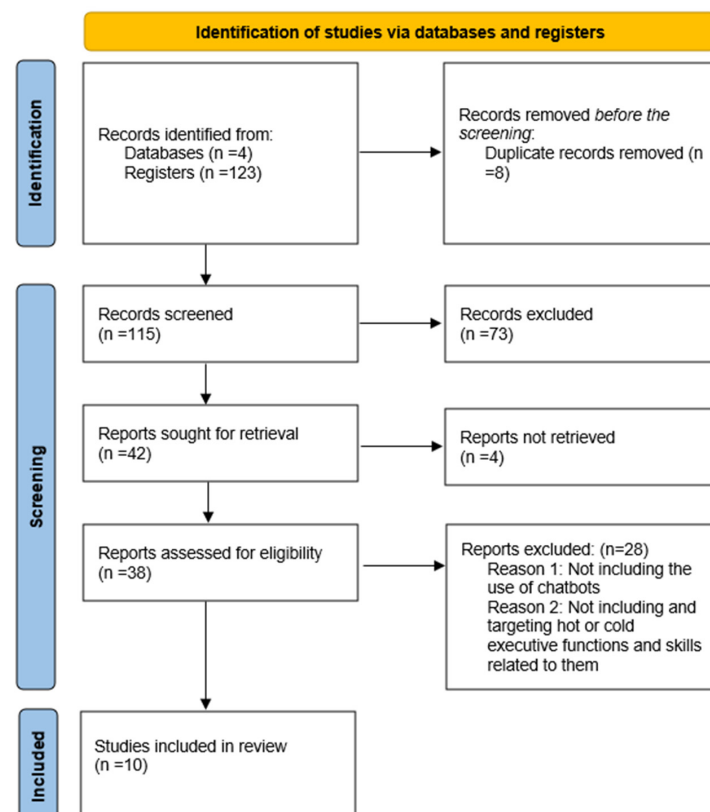 Identification of studies via databases and registers
Identification
Records identified from:
Databases (n =4)
Registers (n =123)
Records removed before the
screening:
Duplicate records removed (n
=8)
Screening
Records screened
(n =115)
Records excluded
(n =73)
Reports sought for retrieval
(n =42)
Reports not retrieved
(n =4)
Reports assessed for eligibility
(n =38)
Reports excluded: (n=28)
Reason 1: Not including the
use of chatbots
Reason 2: Not including and
targeting hot or cold
executive functions and skills
related to them
Included
Studies included in review
(n =10)